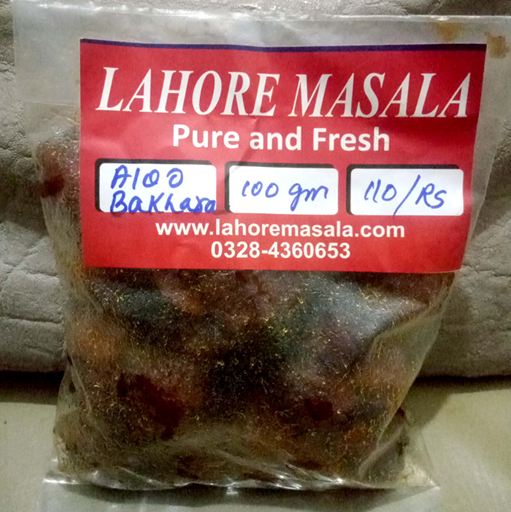 LAHORE MASALA
Pure and Fresh
Aloo Bakhara 100 gm 110/Rs
www.lahoremasala.com
0328-4360653